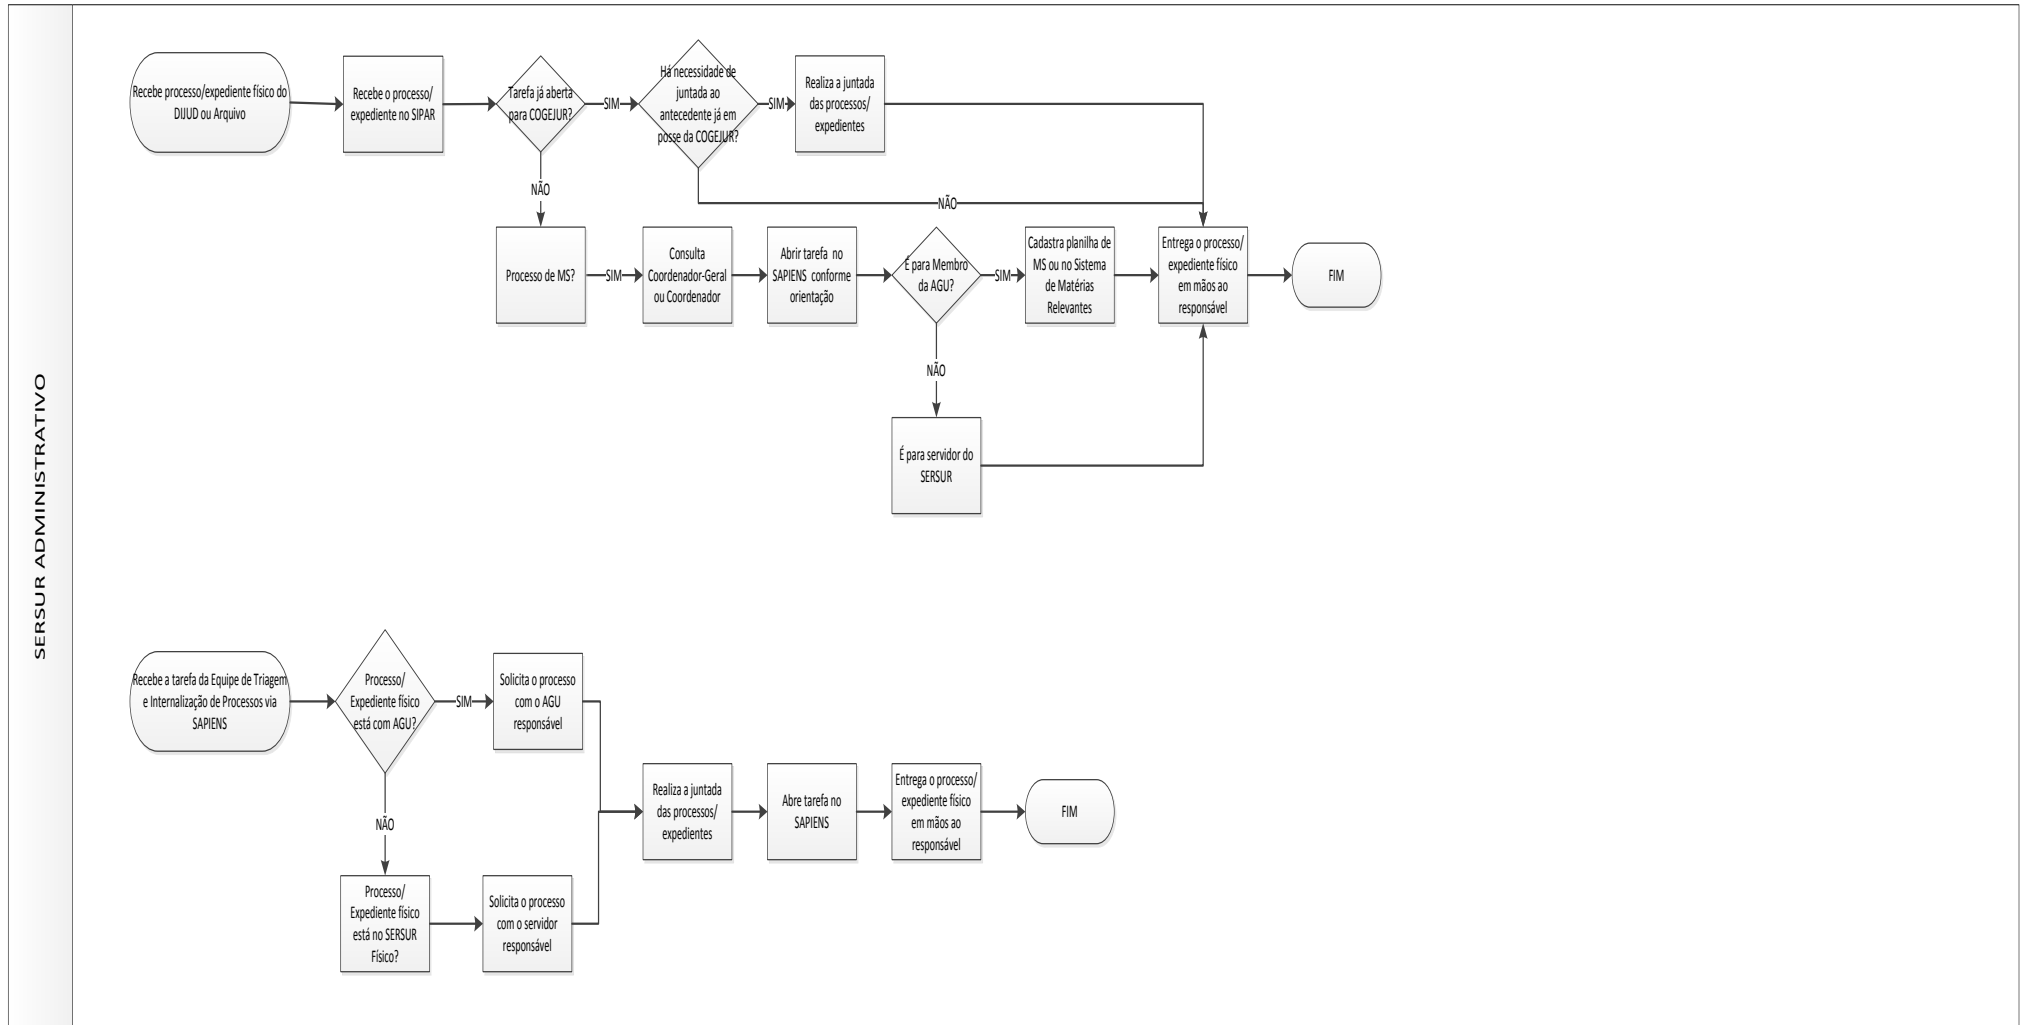 SERSUR ADMINISTRATIVO
Recebe processo/expediente físico do
DIJUD ou Arquivo
Recebe o processo/
expediente no SIPAR
Tarefa já aberta
para COGEJUR?
SIM
Há necessidade de
juntada ao
antecedente já em
posse da COGEJUR?
SIM
Realiza a juntada
das processos/
expedientes
NÃO
NÃO
Processo de MS?
SIM
Consulta
Coordenador-Geral
ou Coordenador
Abrir tarefa no
SAPIENS conforme
orientação
É para Membro
da AGU?
SIM
Cadastra planilha de
MS ou no Sistema
de Matérias
Relevantes
Entrega o processo/
expediente físico
em mãos ao
responsável
FIM
NÃO
É para servidor do
SERSUR
Recebe a tarefa da Equipe de Triagem
e Internalização de Processos via
SAPIENS
Processo/
Expediente físico
está com AGU?
SIM
Solicita o processo
com o AGU
responsável
NÃO
Processo/
Expediente físico
está no SERSUR
Físico?
Solicita o processo
com o servidor
responsável
Realiza a juntada
das processos/
expedientes
Abre tarefa no
SAPIENS
Entrega o processo/
expediente físico
em mãos ao
responsável
FIM